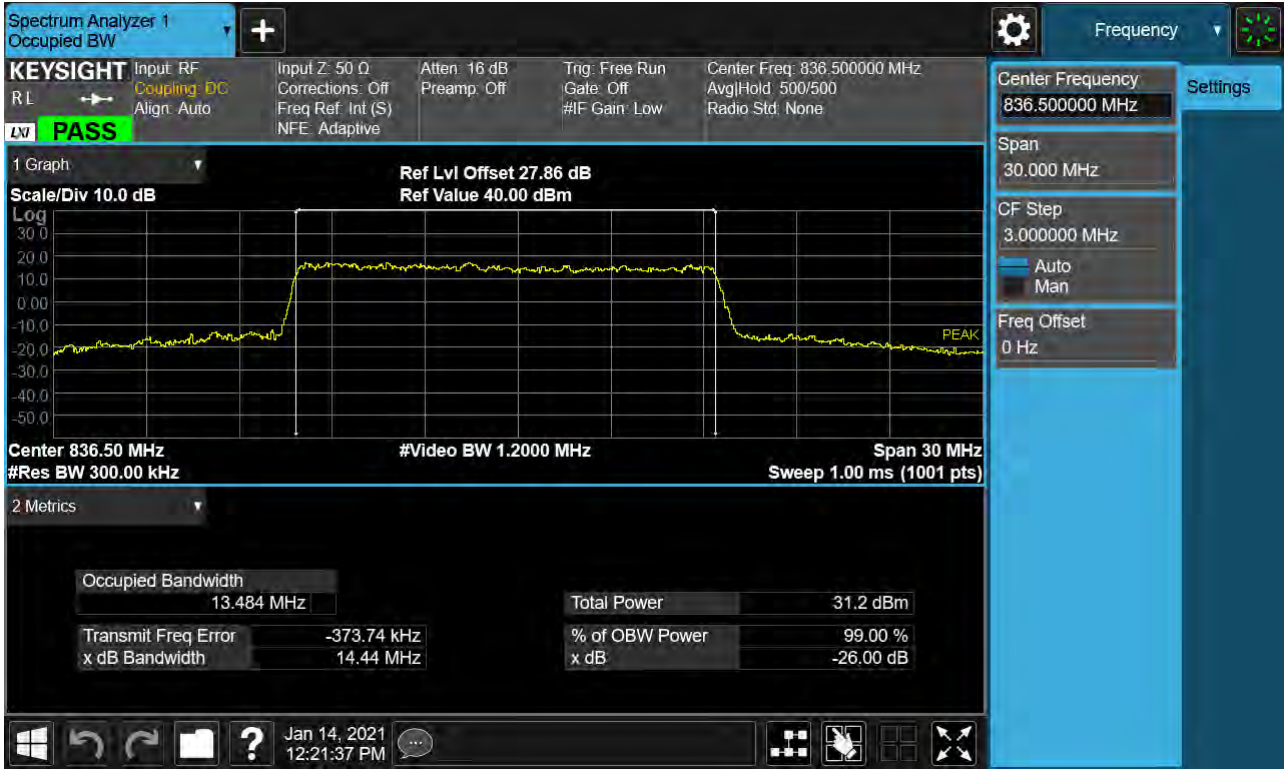 Spectrum Analyzer 1
Occupied BW
+
Frequency
KEYSIGHT
RL
LXI
PASS
Input: RF
Coupling: DC
Align: Auto
Input Z: 50 Ω
Corrections: Off
Freq Ref: Int (S)
NFE: Adaptive
Atten: 16 dB
Preamp: Off
Trig: Free Run
Gate: Off
#IF Gain: Low
Center Freq: 836.500000 MHz
Avg|Hold: 500/500
Radio Std: None
Center Frequency
836.500000 MHz
Settings
Span
30.000 MHz
CF Step
3.000000 MHz
Auto
Man
Freq Offset
0 Hz
1 Graph
Scale/Div 10.0 dB
Ref Lvl Offset 27.86 dB
Ref Value 40.00 dBm
Log
30.0
20.0
10.0
0.00
-10.0
-20.0
-30.0
-40.0
-50.0
PEAK
Center 836.50 MHz
#Video BW 1.2000 MHz
Span 30 MHz
#Res BW 300.00 kHz
Sweep 1.00 ms (1001 pts)
2 Metrics
Occupied Bandwidth
13.484 MHz
Total Power 31.2 dBm
Transmit Freq Error -373.74 kHz
% of OBW Power 99.00 %
x dB Bandwidth 14.44 MHz
x dB -26.00 dB
?
Jan 14, 2021
12:21:37 PM